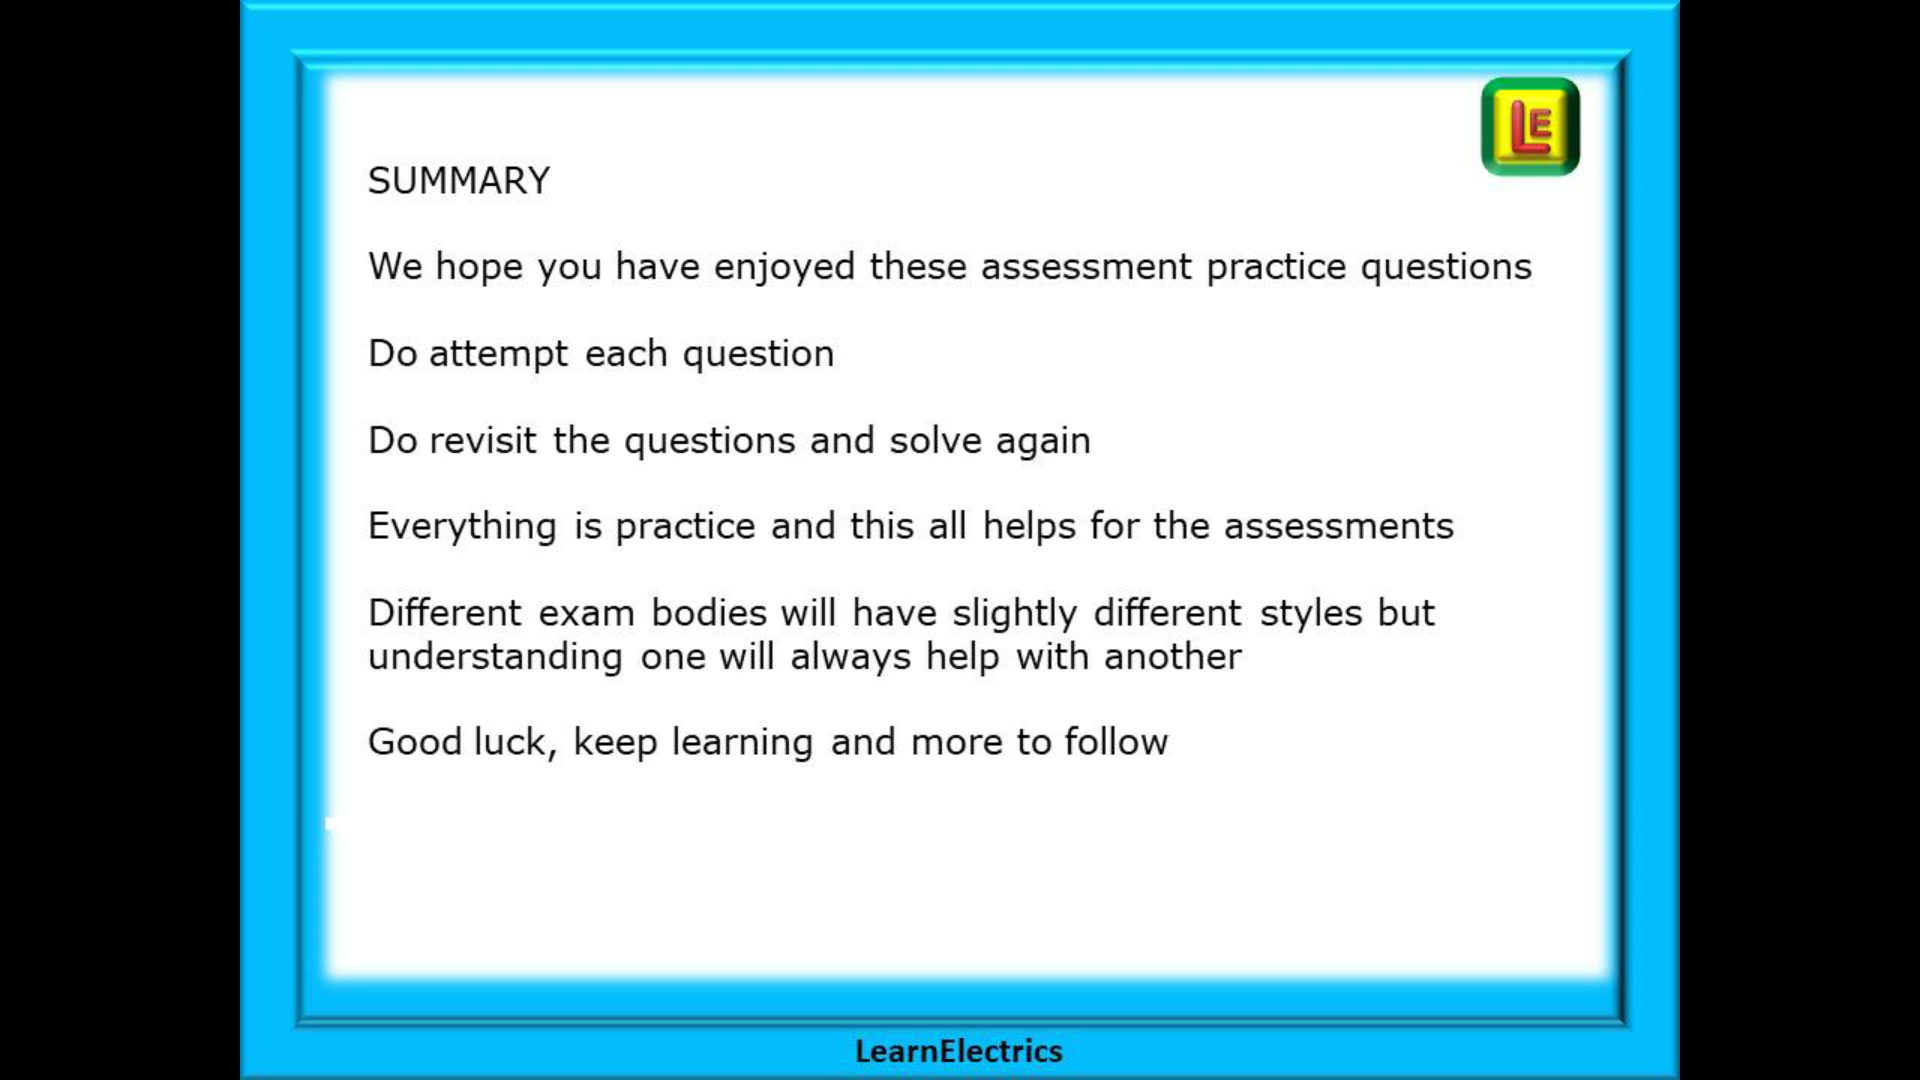 LE
SUMMARY
We hope you have enjoyed these assessment practice questions
Do attempt each question
Do revisit the questions and solve again
Everything is practice and this all helps for the assessments
Different exam bodies will have slightly different styles but
understanding one will always help with another
Good luck, keep learning and more to follow
LearnElectrics